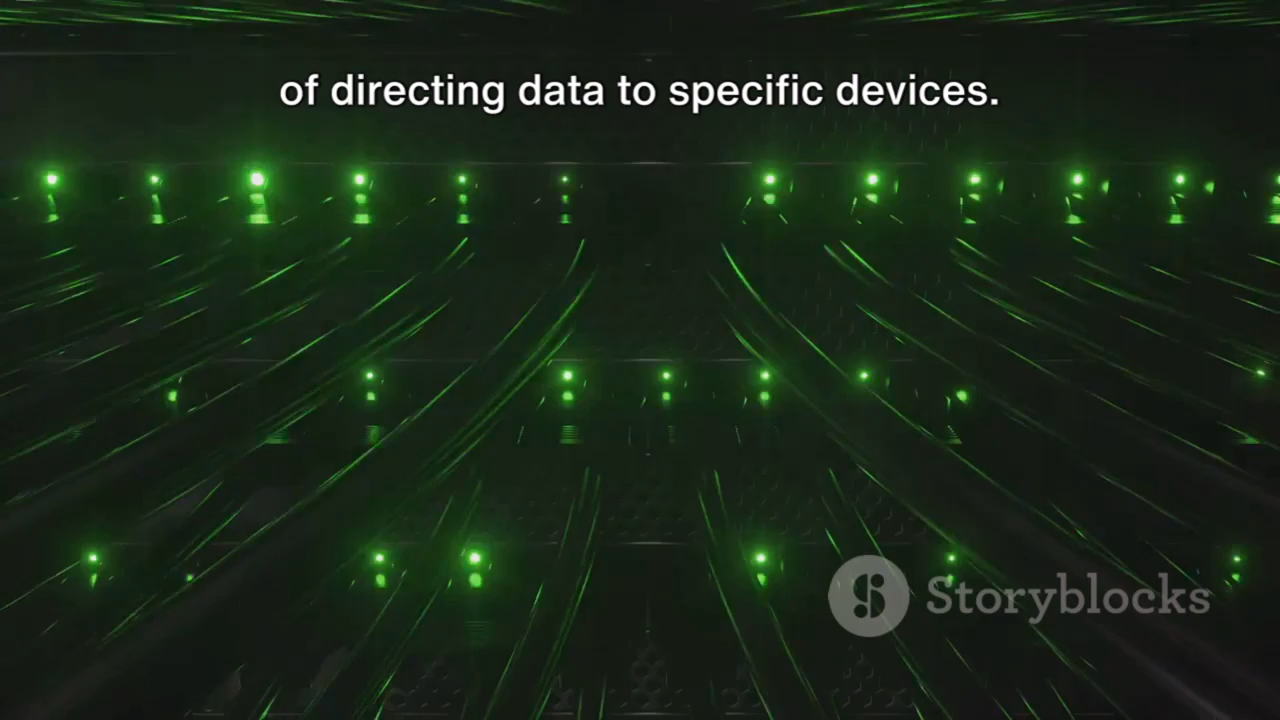 of directing data to specific devices.
Storyblocks